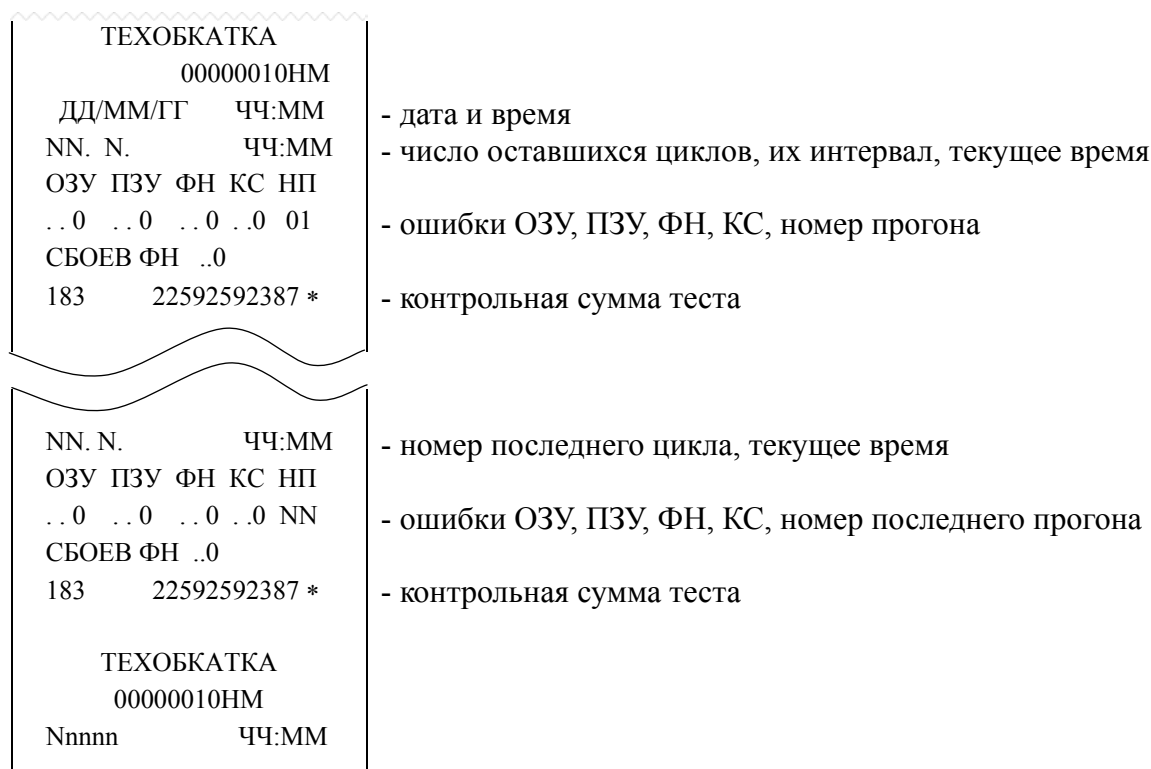 ТЕХОБКАТКА
00000010НМ
ДД/ММ/ГГ ЧЧ:ММ - дата и время
NN. N. ЧЧ:ММ - число оставшихся циклов, их интервал, текущее время
ОЗУ ПЗУ ФН КС НП
. . 0 . . 0 . . 0 . .0 01 - ошибки ОЗУ, ПЗУ, ФН, КС, номер прогона
СБОЕВ ФН ..0
183 22592592387 * - контрольная сумма теста
NN. N. ЧЧ:ММ - номер последнего цикла, текущее время
ОЗУ ПЗУ ФН КС НП
. . 0 . . 0 . . 0 . .0 NN - ошибки ОЗУ, ПЗУ, ФН, КС, номер последнего прогона
СБОЕВ ФН ..0
183 22592592387 * - контрольная сумма теста
ТЕХОБКАТКА
00000010НМ
Nnnnn ЧЧ:ММ